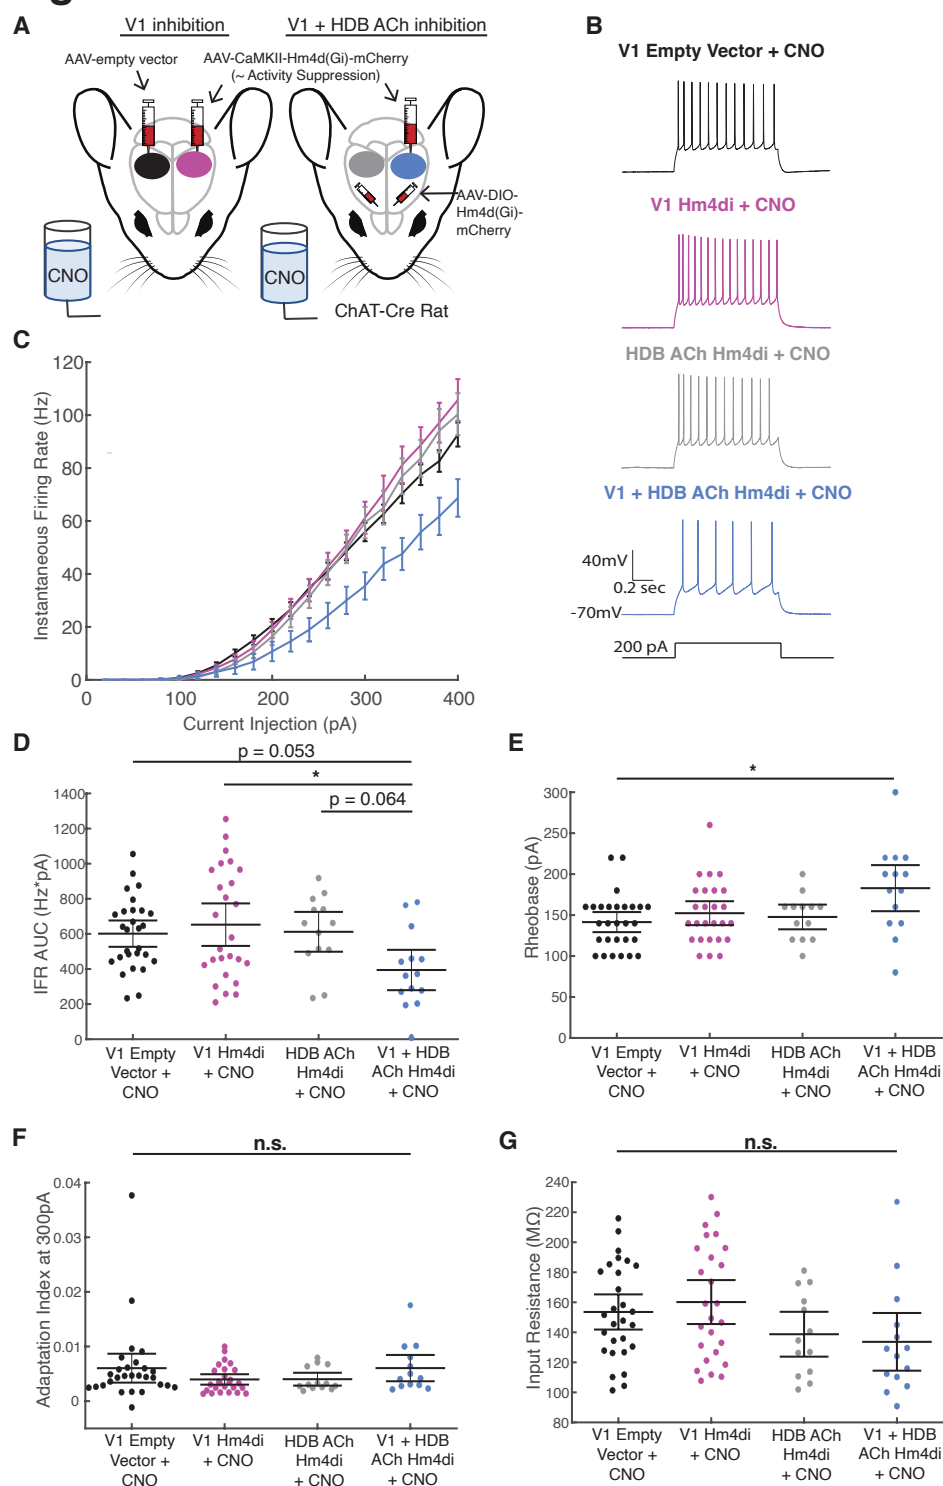 A
V1 inhibition
V1 + HDB ACh inhibition
AAV-empty vector
AAV-CaMKII-Hm4d(Gi)-mCherry
(~ Activity Suppression)
AAV-DIO-
Hm4d(Gi)-
mCherry
CNO
CNO
ChAT-Cre Rat
B
V1 Empty Vector + CNO
V1 Hm4di + CNO
HDB ACh Hm4di + CNO
V1 + HDB ACh Hm4di + CNO
40mV
0.2 sec
-70mV
200 pA
C
Instantaneous Firing Rate (Hz)
120
100
80
60
40
20
0
0
100
200
300
400
Current Injection (pA)
D
p = 0.053
*
p = 0.064
IFR AUC (Hz*pA)
1400
1200
1000
800
600
400
200
0
V1 Empty
Vector +
CNO
V1 Hm4di
+ CNO
HDB ACh
Hm4di
+ CNO
V1 + HDB
ACh Hm4di
+ CNO
E
*
Rheobase (pA)
300
250
200
150
100
50
0
V1 Empty
Vector +
CNO
V1 Hm4di
+ CNO
HDB ACh
Hm4di
+ CNO
V1 + HDB
ACh Hm4di
+ CNO
F
n.s.
Adaptation Index at 300pA
0.04
0.03
0.02
0.01
0
V1 Empty
Vector +
CNO
V1 Hm4di
+ CNO
HDB ACh
Hm4di
+ CNO
V1 + HDB
ACh Hm4di
+ CNO
G
n.s.
Input Resistance (MΩ)
240
220
200
180
160
140
120
100
80
V1 Empty
Vector +
CNO
V1 Hm4di
+ CNO
HDB ACh
Hm4di
+ CNO
V1 + HDB
ACh Hm4di
+ CNO